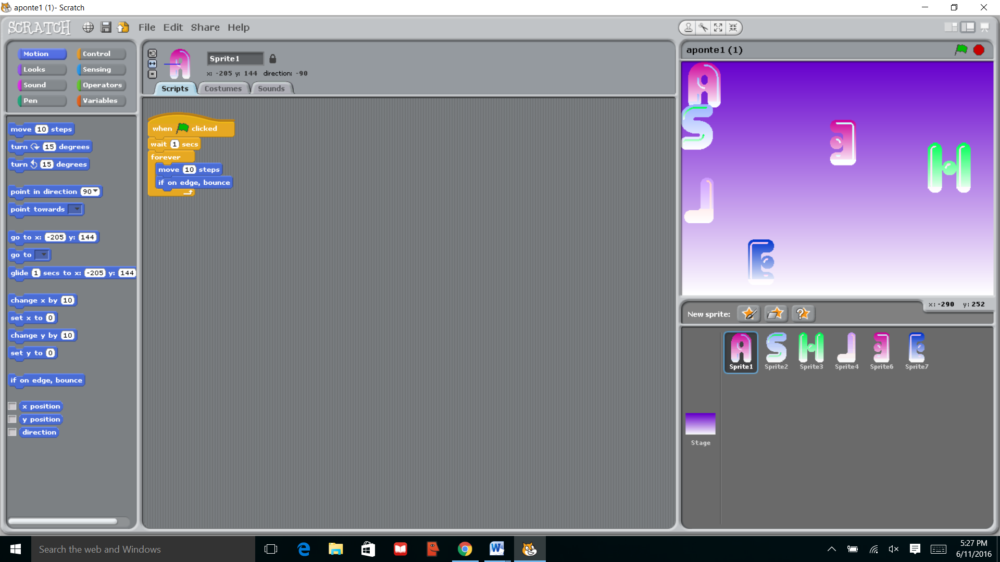 aponte1 (1)- Scratch
SCRATCH File Edit Share Help
Motion Control
Looks Sensing
Sound Operators
Pen Variables
move 10 steps
turn 15 degrees
turn 15 degrees
point in direction 90
point towards
go to x: -205 y: 144
go to
glide 1 secs to x: -205 y: 144
change x by 10
set x to 0
change y by 10
set y to 0
if on edge, bounce
x position
y position
direction
Sprite1
x: -205 y: 144 direction: -90
Scripts Costumes Sounds
when clicked
wait 1 secs
forever
move 10 steps
if on edge, bounce
aponte1 (1)
A
S
E
H
L
E
x: -290 y: 252
New sprite:
Sprite1 Sprite2 Sprite3 Sprite4 Sprite6 Sprite7
Stage
Search the web and Windows
5:27 PM
6/11/2016